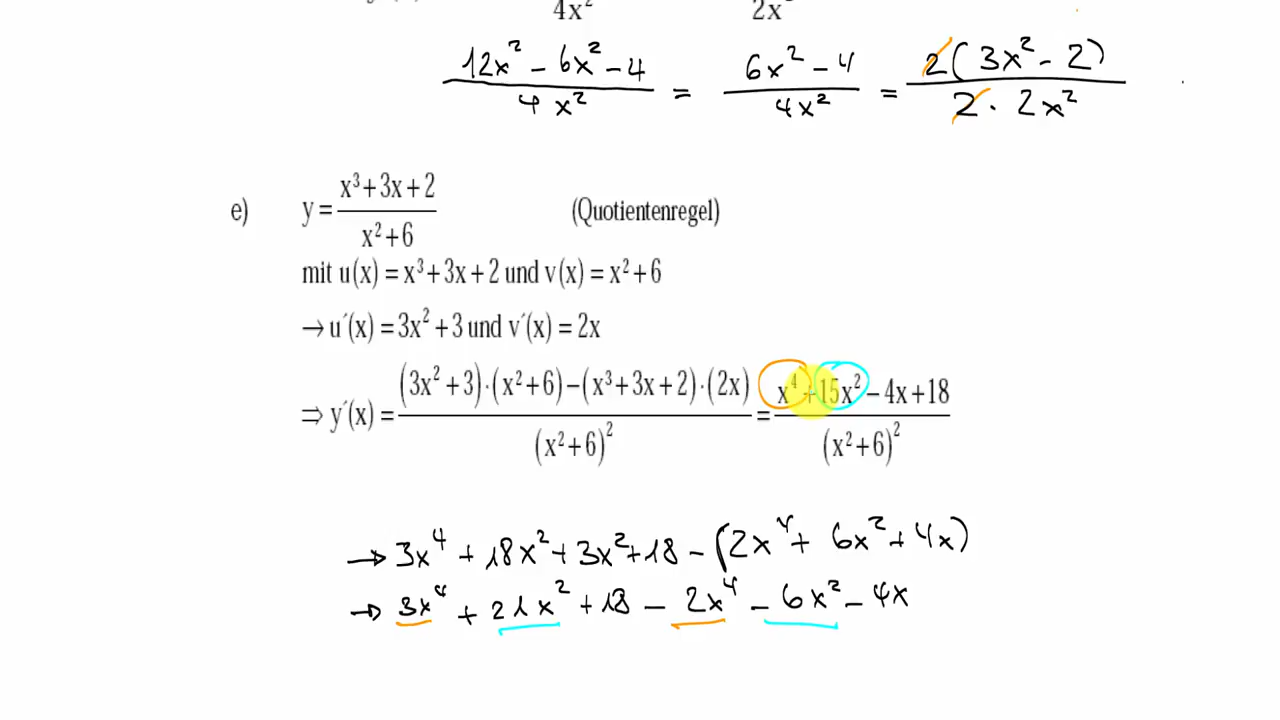 4x² 2x
12x² - 6x² - 4 / 4x² = 6x² - 4 / 4x² = 2(3x² - 2) / 2 · 2x²
e) y = x³+3x+2 / x²+6 (Quotientenregel)
mit u(x) = x³+3x+2 und v(x) = x²+6
→ u´(x) = 3x²+3 und v´(x) = 2x
⇒ y´(x) = (3x²+3)·(x²+6)−(x³+3x+2)·(2x) / (x²+6)² = x⁴+15x²−4x+18 / (x²+6)²
→ 3x⁴ + 18x² + 3x² + 18 − (2x⁴ + 6x² + 4x)
→ 3x⁴ + 21x² + 18 − 2x⁴ − 6x² − 4x